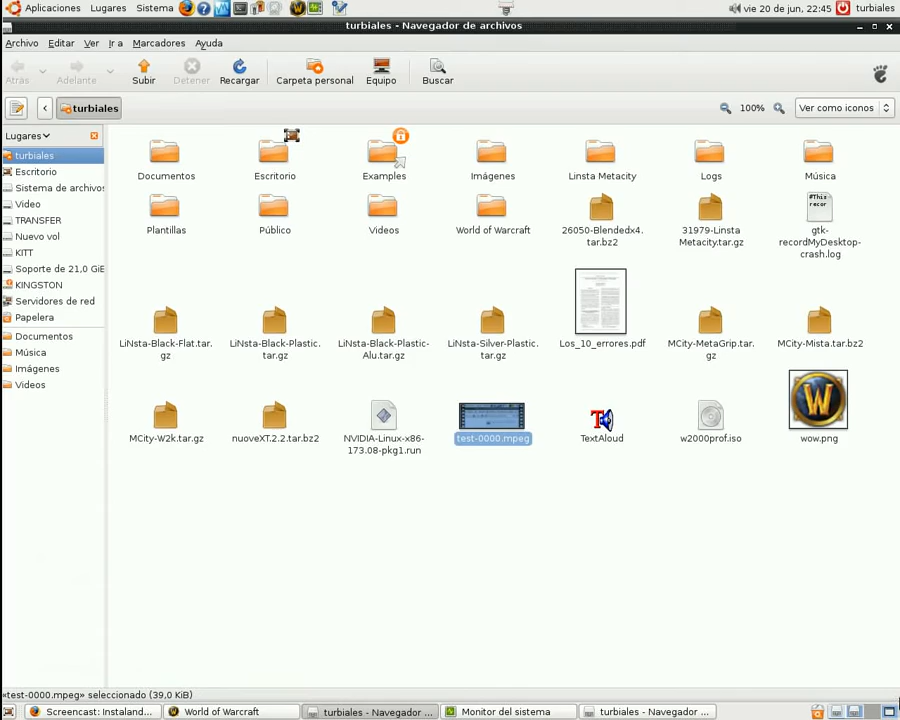 Aplicaciones Lugares Sistema vie 20 de jun, 22:45 turbiales
turbiales - Navegador de archivos
Archivo Editar Ver Ir a Marcadores Ayuda
Atrás Adelante Subir Detener Recargar Carpeta personal Equipo Buscar
turbiales 100% Ver como iconos
Lugares
turbiales
Escritorio
Sistema de archivos
Video
TRANSFER
Nuevo vol
KITT
Soporte de 21,0 GiE
KINGSTON
Servidores de red
Papelera
Documentos
Música
Imágenes
Videos
Documentos Escritorio Examples Imágenes Linsta Metacity Logs Música
#This
recor
Plantillas Público Videos World of Warcraft 26050-Blendedx4.
tar.bz2
31979-Linsta
Metacity.tar.gz
gtk-
recordMyDesktop-
crash.log
LiNsta-Black-Flat.tar.
gz
LiNsta-Black-Plastic.
tar.gz
LiNsta-Black-Plastic-
Alu.tar.gz
LiNsta-Silver-Plastic.
tar.gz
Los_10_errores.pdf
MCity-MetaGrip.tar.
gz
MCity-Mista.tar.bz2
MCity-W2k.tar.gz
nuoveXT.2.2.tar.bz2
NVIDIA-Linux-x86-
173.08-pkg1.run
test-0000.mpeg
TextAloud
w2000prof.iso
wow.png
«test-0000.mpeg» seleccionado (39,0 KiB)
Screencast: Instaland... World of Warcraft turbiales - Navegador ... Monitor del sistema turbiales - Navegador ...